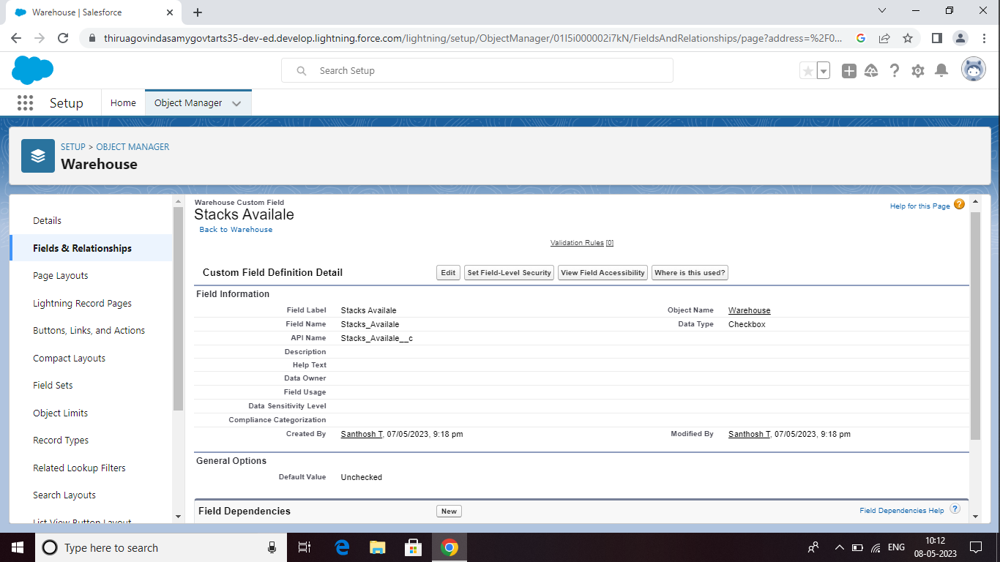 Warehouse | Salesforce
thiruagovindasamygovtarts35-dev-ed.develop.lightning.force.com/lightning/setup/ObjectManager/01I5i000002i7kN/FieldsAndRelationships/page?address=%2F0...
Search Setup
Setup
Home
Object Manager
SETUP > OBJECT MANAGER
Warehouse
Details
Fields & Relationships
Page Layouts
Lightning Record Pages
Buttons, Links, and Actions
Compact Layouts
Field Sets
Object Limits
Record Types
Related Lookup Filters
Search Layouts
List View Button Layout
Warehouse Custom Field
Stacks Availale
Back to Warehouse
Help for this Page
Validation Rules [0]
Custom Field Definition Detail
Edit
Set Field-Level Security
View Field Accessibility
Where is this used?
Field Information
Field Label Stacks Availale Object Name Warehouse
Field Name Stacks_Availale Data Type Checkbox
API Name Stacks_Availale__c
Description
Help Text
Data Owner
Field Usage
Data Sensitivity Level
Compliance Categorization
Created By Santhosh T, 07/05/2023, 9:18 pm Modified By Santhosh T, 07/05/2023, 9:18 pm
General Options
Default Value Unchecked
Field Dependencies
New
Field Dependencies Help ?
Type here to search
ENG
10:12
08-05-2023